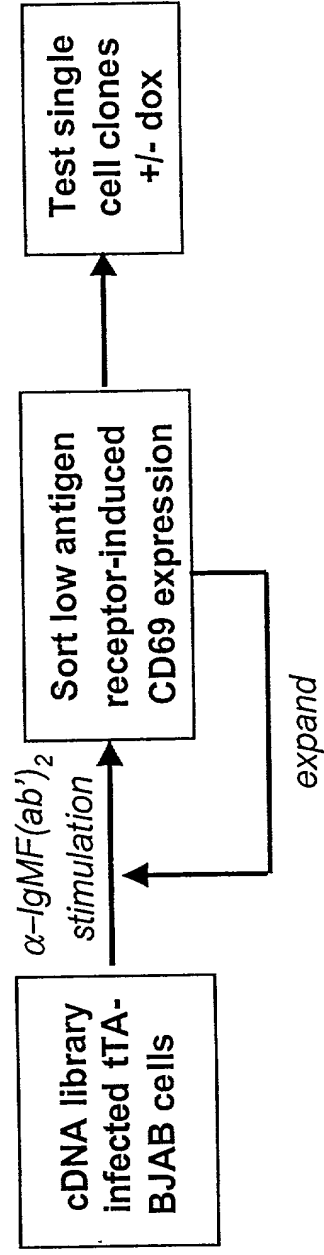 cDNA library
infected tTA-
BJAB cells
α–IgMF(ab')₂
stimulation
Sort low antigen
receptor-induced
CD69 expression
expand
Test single
cell clones
+/- dox